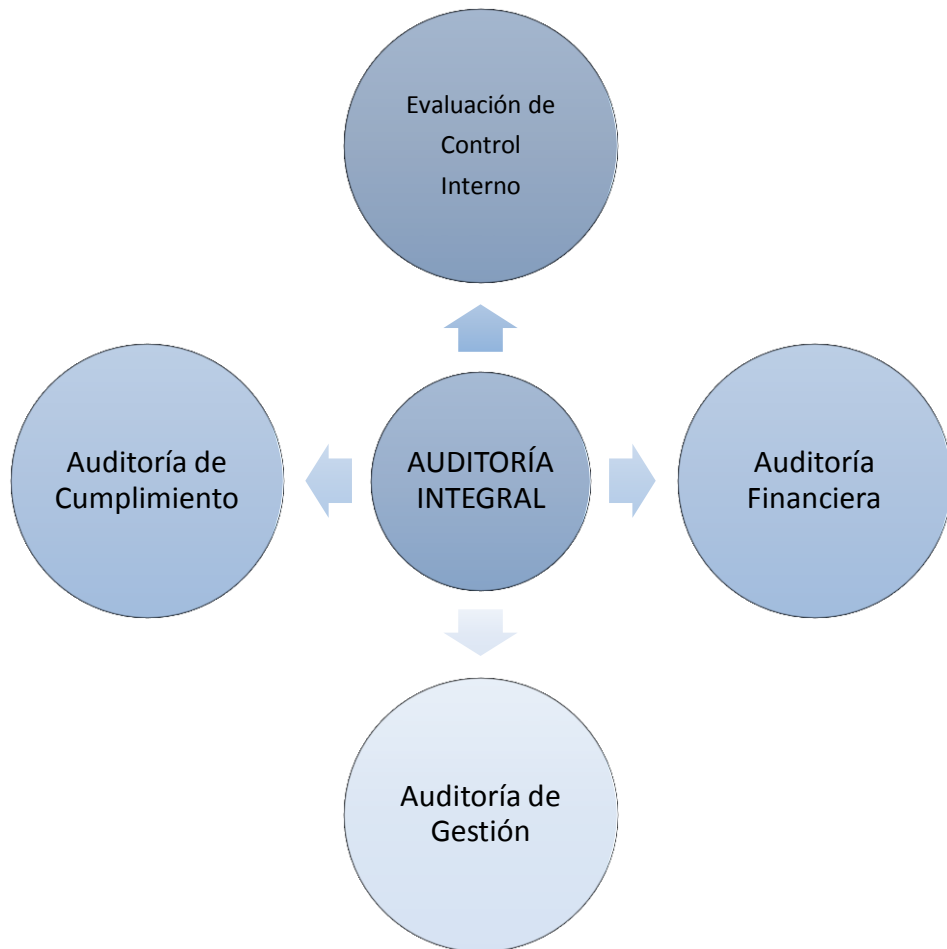 Evaluación de
Control
Interno
Auditoría de
Cumplimiento
AUDITORÍA
INTEGRAL
Auditoría
Financiera
Auditoría de
Gestión